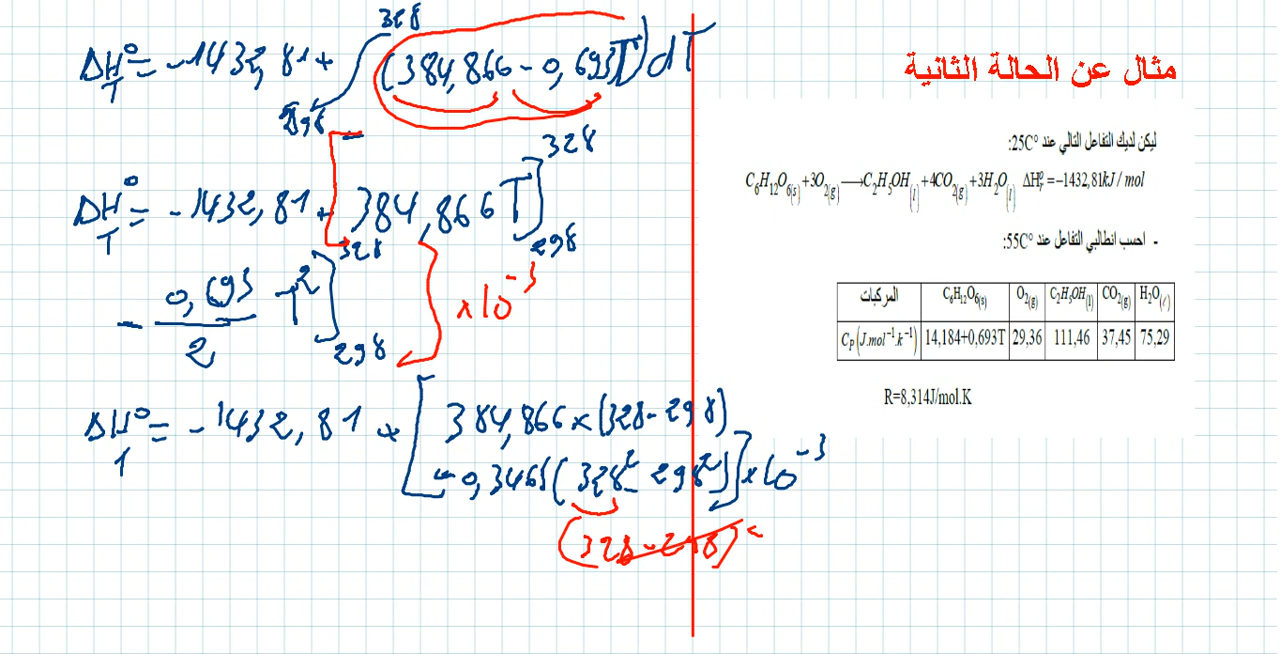 مثال عن الحالة الثانية
ليكن لديك التفاعل التالي عند 25C°:
C₆H₁₂O₆(s) + 3O₂(g) ⟶ C₂H₅OH(l) + 4CO₂(g) + 3H₂O(l) ΔH°ᵣ = −1432,81kJ / mol
- احسب انطالبي التفاعل عند 55C°:
المركبات C₆H₁₂O₆(s) O₂(g) C₂H₅OH(l) CO₂(g) H₂O(ℓ)
C_P(J.mol⁻¹.k⁻¹) 14,184+0,693T 29,36 111,46 37,45 75,29
R=8,314J/mol.K
328
ΔH°_T = -1432,81 + ∫ (384,866 - 0,693T) dT
298
328
ΔH°_T = -1432,81 + [384,866 T]
298
328
- 0,693/2 T²] × 10⁻³
298
ΔH°_T = -1432,81 + [384,866 × (328 - 298)
- 0,3465 (328² - 298²)] × 10⁻³
(328 - 298)²